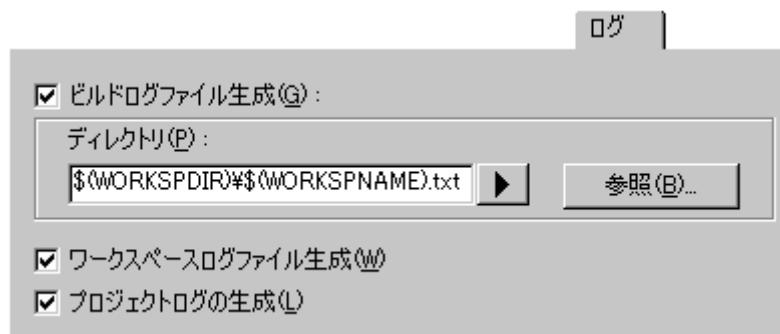 ログ
ビルドログファイル生成(G):
ディレクトリ(P):
$(WORKSPDIR)¥$(WORKSPNAME).txt
参照(B)...
ワークスペースログファイル生成(W)
プロジェクトログの生成(L)